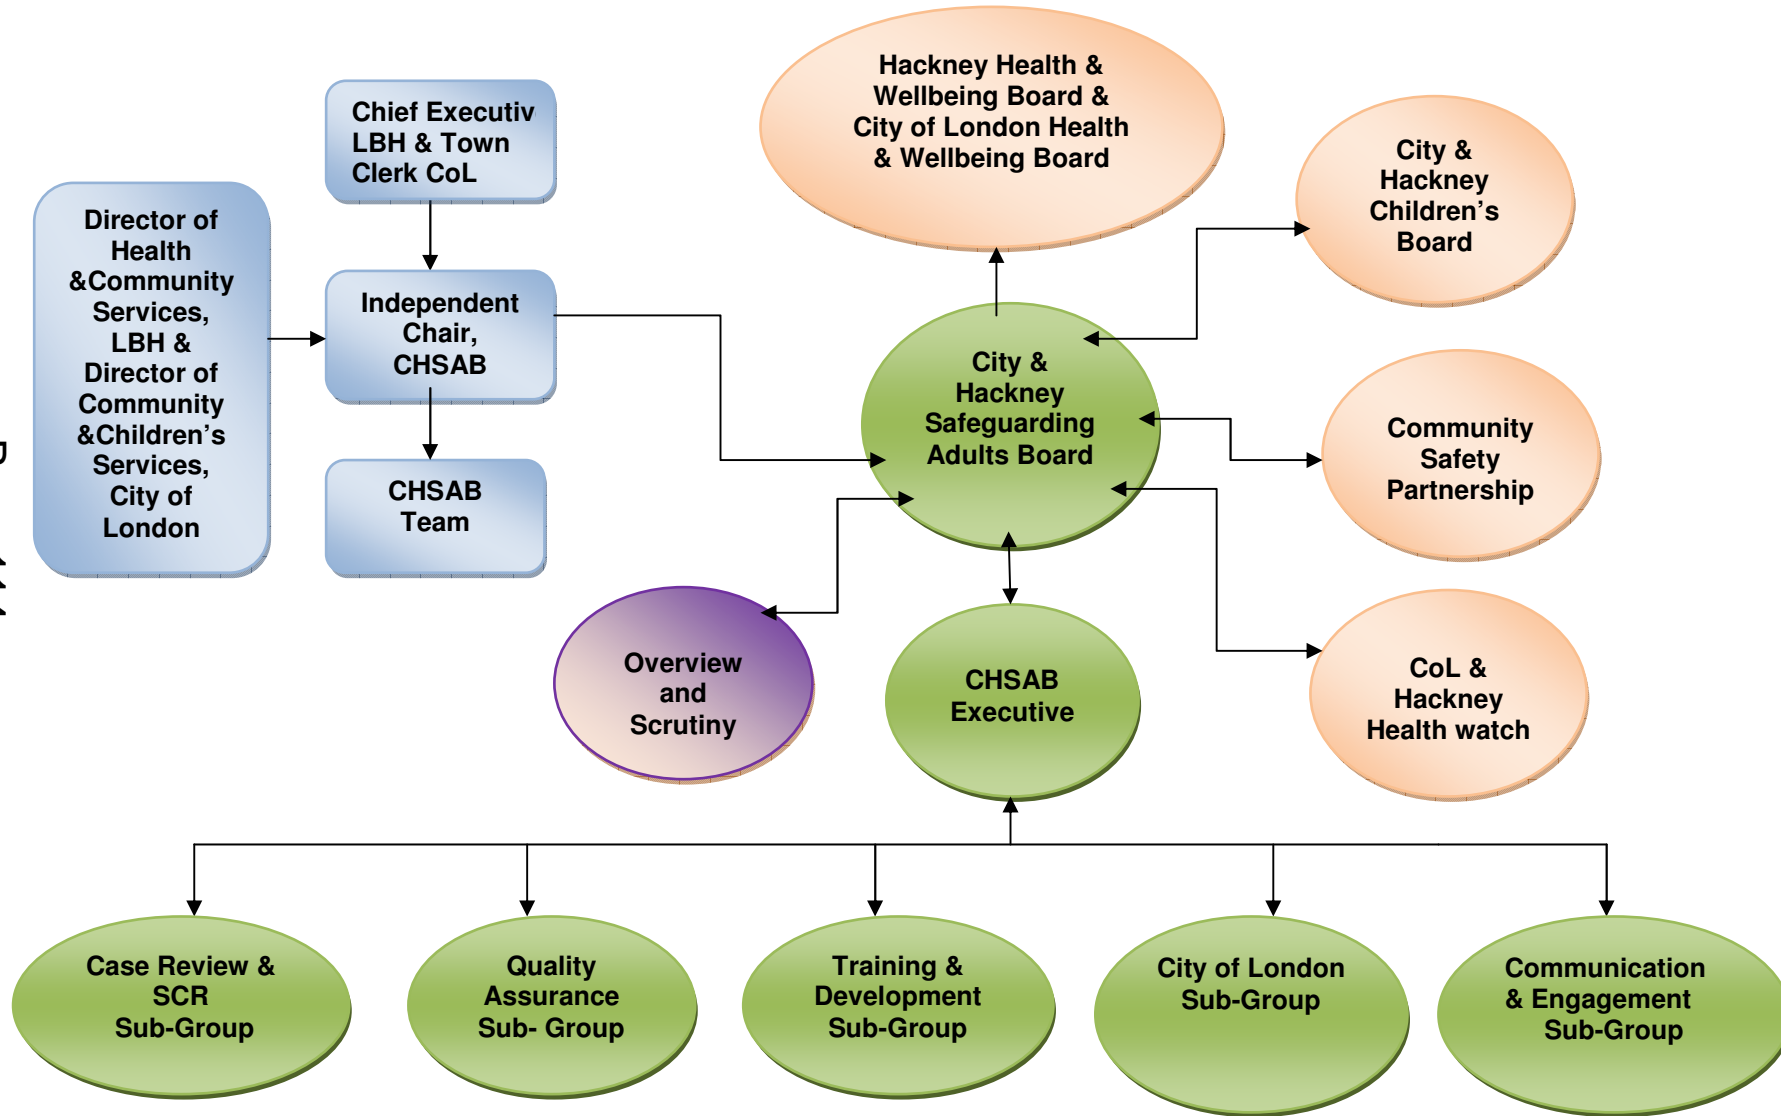 Chief Executiv
LBH & Town
Clerk CoL
Director of
Health
&Community
Services,
LBH &
Director of
Community
&Children’s
Services,
City of
London
Independent
Chair,
CHSAB
CHSAB
Team
Hackney Health &
Wellbeing Board &
City of London Health
& Wellbeing Board
City &
Hackney
Children’s
Board
City &
Hackney
Safeguarding
Adults Board
Community
Safety
Partnership
Overview
and
Scrutiny
CHSAB
Executive
CoL &
Hackney
Health watch
Case Review &
SCR
Sub-Group
Quality
Assurance
Sub- Group
Training &
Development
Sub-Group
City of London
Sub-Group
Communication
& Engagement
Sub-Group